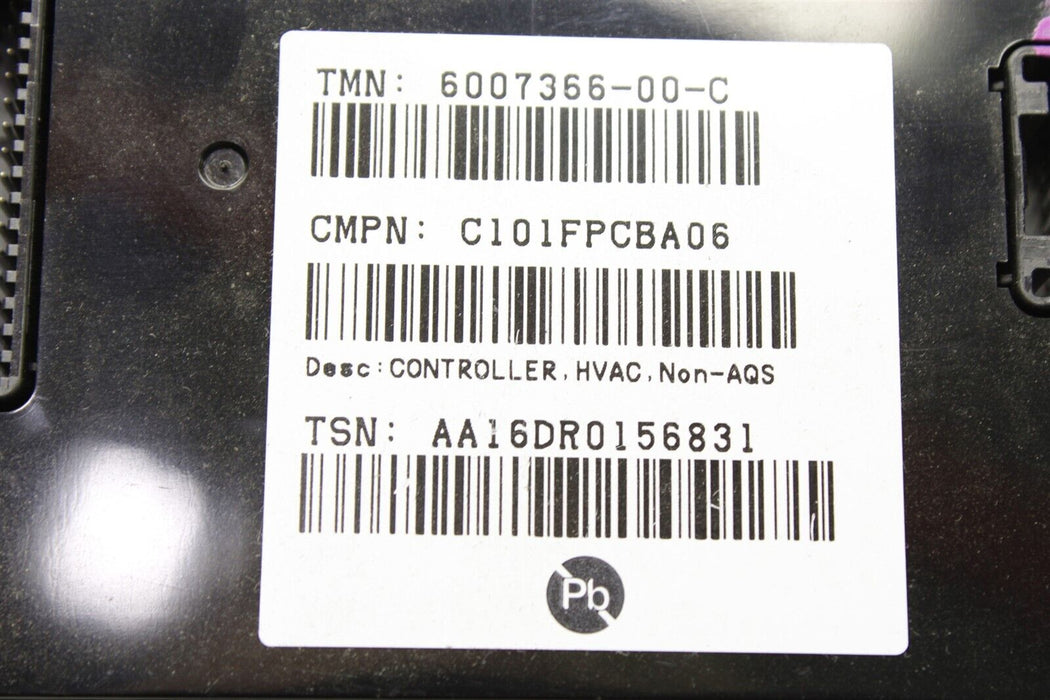 TMN: 6007366-00-C
CMPN: C101FPCBA06
Desc:CONTROLLER,HVAC,Non-AQS
TSN: AA16DR0156831
Pb